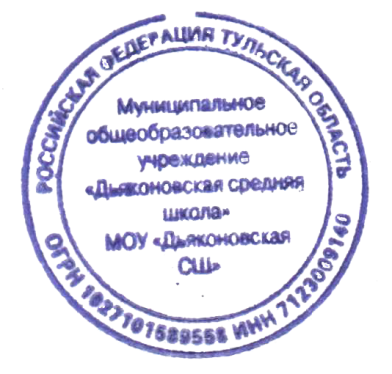 РОССИЙСКАЯ ФЕДЕРАЦИЯ ТУЛЬСКАЯ ОБЛАСТЬ
Муниципальное
общеобразовательное
учреждение
«Дьяконовская средняя
школа»
МОУ «Дьяконовская
СШ»
ОГРН 1027101589558 ИНН 7123009140